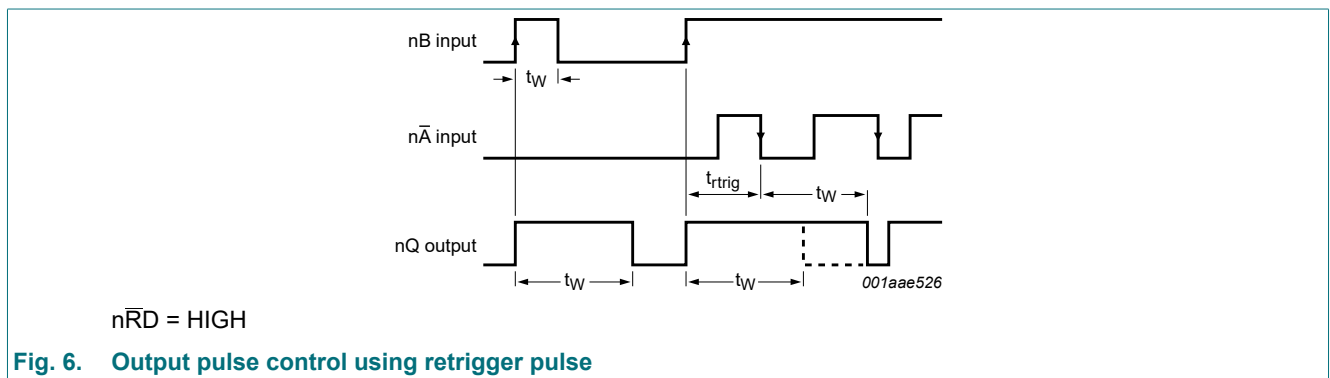 nB input
tW
nA̅ input
trtrig
tW
nQ output
tW
tW
001aae526
nR̅D = HIGH
Fig. 6. Output pulse control using retrigger pulse